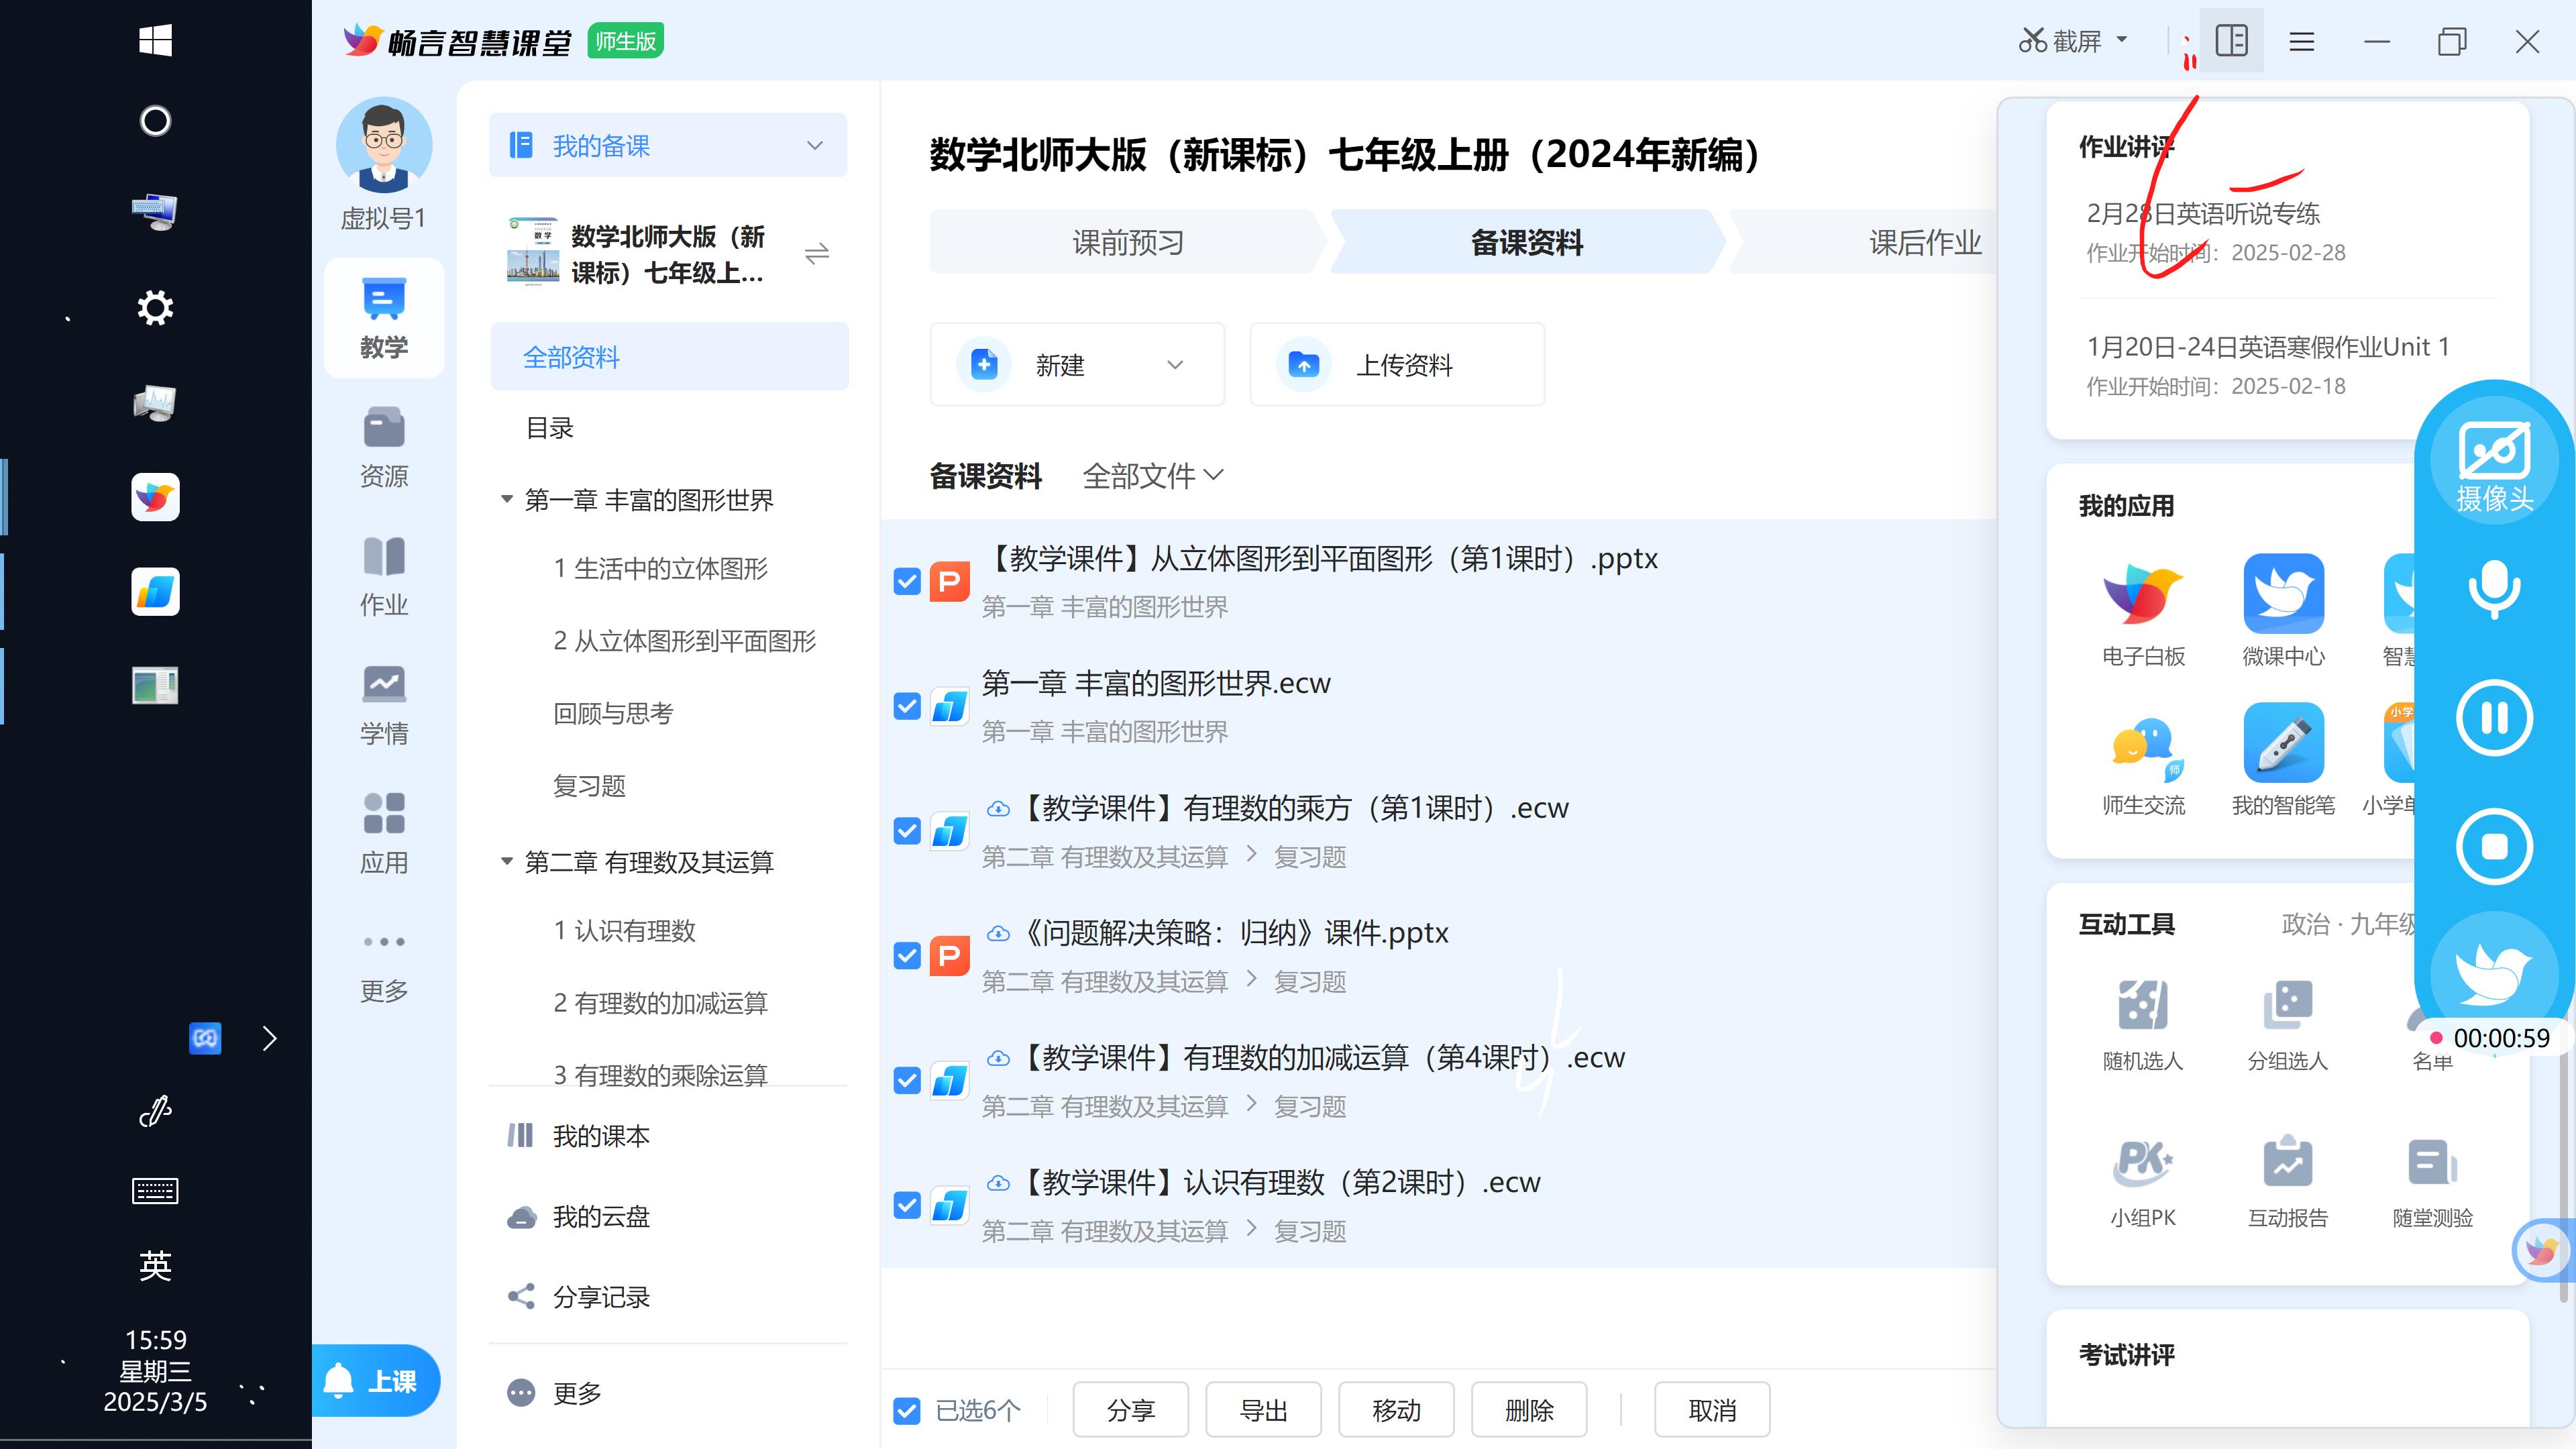 畅言智慧课堂 师生版
截屏
虚拟号1
教学
资源
作业
学情
应用
更多
上课
我的备课
数学北师大版（新
课标）七年级上...
全部资料
目录
第一章 丰富的图形世界
1 生活中的立体图形
2 从立体图形到平面图形
回顾与思考
复习题
第二章 有理数及其运算
1 认识有理数
2 有理数的加减运算
3 有理数的乘除运算
我的课本
我的云盘
分享记录
更多
数学北师大版（新课标）七年级上册（2024年新编）
课前预习 备课资料 课后作业
新建 上传资料
备课资料 全部文件
【教学课件】从立体图形到平面图形（第1课时）.pptx
第一章 丰富的图形世界
第一章 丰富的图形世界.ecw
第一章 丰富的图形世界
【教学课件】有理数的乘方（第1课时）.ecw
第二章 有理数及其运算 > 复习题
《问题解决策略：归纳》课件.pptx
第二章 有理数及其运算 > 复习题
【教学课件】有理数的加减运算（第4课时）.ecw
第二章 有理数及其运算 > 复习题
【教学课件】认识有理数（第2课时）.ecw
第二章 有理数及其运算 > 复习题
已选6个 分享 导出 移动 删除 取消
作业讲评
2月28日英语听说专练
作业开始时间：2025-02-28
1月20日-24日英语寒假作业Unit 1
作业开始时间：2025-02-18
我的应用
电子白板 微课中心 智慧
师生交流 我的智能笔 小学单
小学
师
互动工具 政治 · 九年级
随机选人 分组选人 名单
PK
小组PK 互动报告 随堂测验
考试讲评
摄像头
00:00:59
英
15:59
星期三
2025/3/5